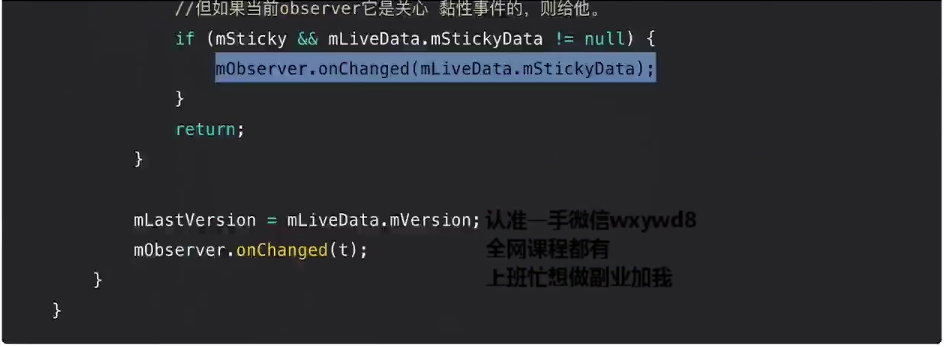 //但如果当前observer它是关心 黏性事件的，则给他。
if (mSticky && mLiveData.mStickyData != null) {
mObserver.onChanged(mLiveData.mStickyData);
}
return;
}
mLastVersion = mLiveData.mVersion; 认准一手微信wxywd8
mObserver.onChanged(t); 全网课程都有
} 上班忙想做副业加我
}